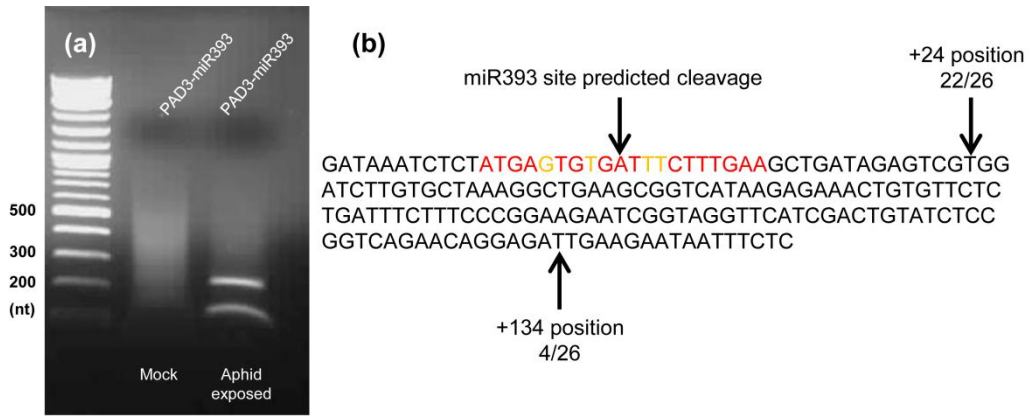 (a)
PAD3-miR393
PAD3-miR393
500
300
200
(nt)
Mock
Aphid
exposed
(b)
miR393 site predicted cleavage
+24 position
22/26
GATAAATCTCTATGAGTGTGATTTCTTTGAAGCTGATAGAGTCGTGG
ATCTTGTGCTAAAGGCTGAAGCGGTCATAAGAGAAACTGTGTTCTC
TGATTTCTTTCCCGGAAGAATCGGTAGGTTCATCGACTGTATCTCC
GGTCAGAACAGGAGATTGAAGAATAATTTCTC
+134 position
4/26